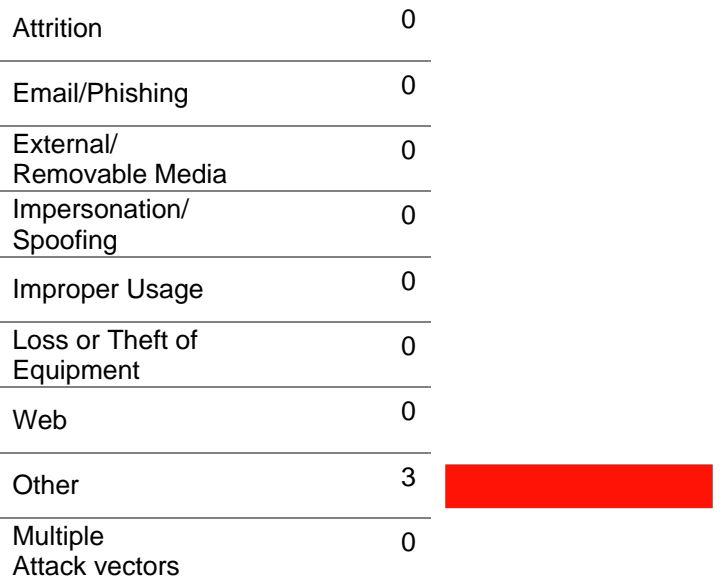 Attrition 0
Email/Phishing 0
External/
Removable Media 0
Impersonation/
Spoofing 0
Improper Usage 0
Loss or Theft of
Equipment 0
Web 0
Other 3
Multiple
Attack vectors 0